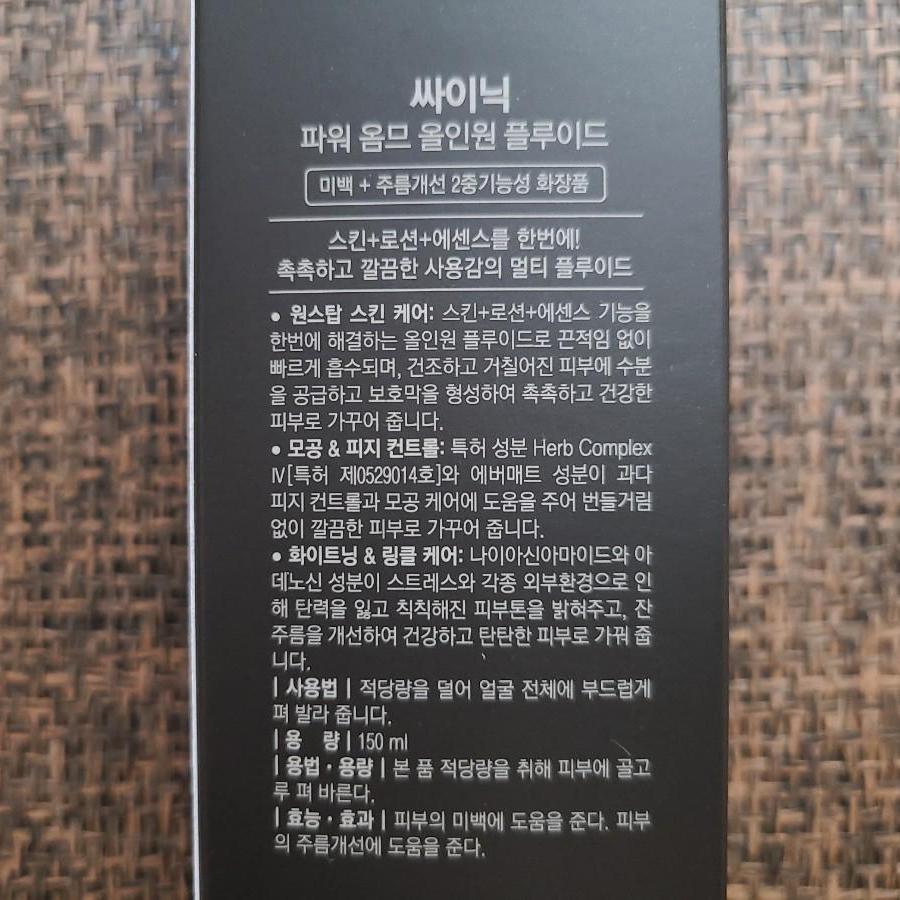 싸이닉
파워 옴므 올인원 플루이드
미백 + 주름개선 2중기능성 화장품
스킨+로션+에센스를 한번에!
촉촉하고 깔끔한 사용감의 멀티 플루이드
● 원스탑 스킨 케어: 스킨+로션+에센스 기능을
한번에 해결하는 올인원 플루이드로 끈적임 없이
빠르게 흡수되며, 건조하고 거칠어진 피부에 수분
을 공급하고 보호막을 형성하여 촉촉하고 건강한
피부로 가꾸어 줍니다.
● 모공 & 피지 컨트롤: 특허 성분 Herb Complex
Ⅳ[특허 제0529014호]와 에버매트 성분이 과다
피지 컨트롤과 모공 케어에 도움을 주어 번들거림
없이 깔끔한 피부로 가꾸어 줍니다.
● 화이트닝 & 링클 케어: 나이아신아마이드와 아
데노신 성분이 스트레스와 각종 외부환경으로 인
해 탄력을 잃고 칙칙해진 피부톤을 밝혀주고, 잔
주름을 개선하여 건강하고 탄탄한 피부로 가꿔 줍
니다.
| 사용법 | 적당량을 덜어 얼굴 전체에 부드럽게
펴 발라 줍니다.
| 용 량 | 150 ml
| 용법·용량 | 본 품 적당량을 취해 피부에 골고
루 펴 바른다.
| 효능·효과 | 피부의 미백에 도움을 준다. 피부
의 주름개선에 도움을 준다.